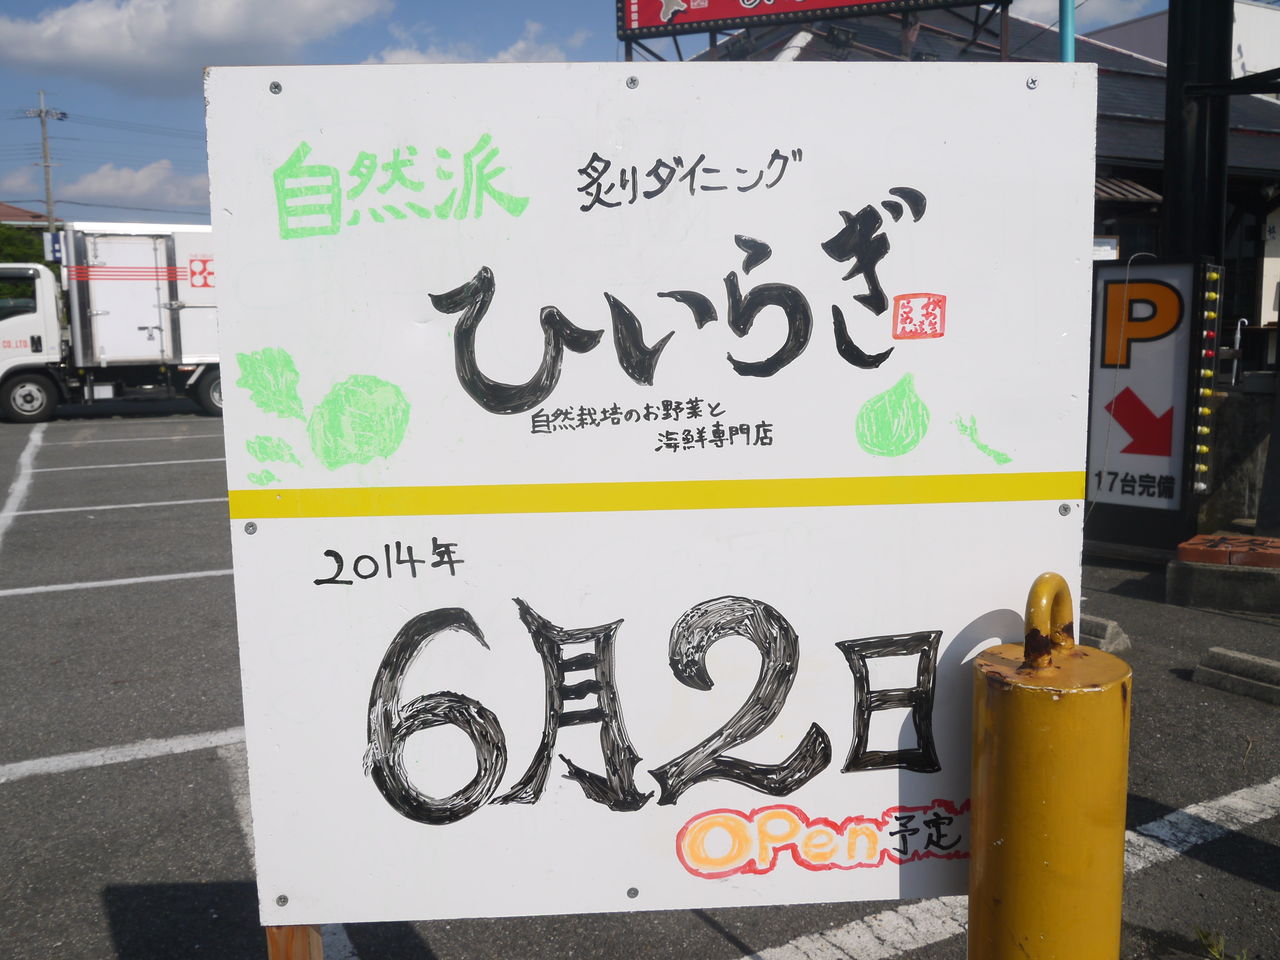 自然派 炙りダイニング
ひいらぎ
自然栽培のお野菜と
海鮮専門店
2014年
6月2日
OPen予定
P
17台完備
CO.,LTD.